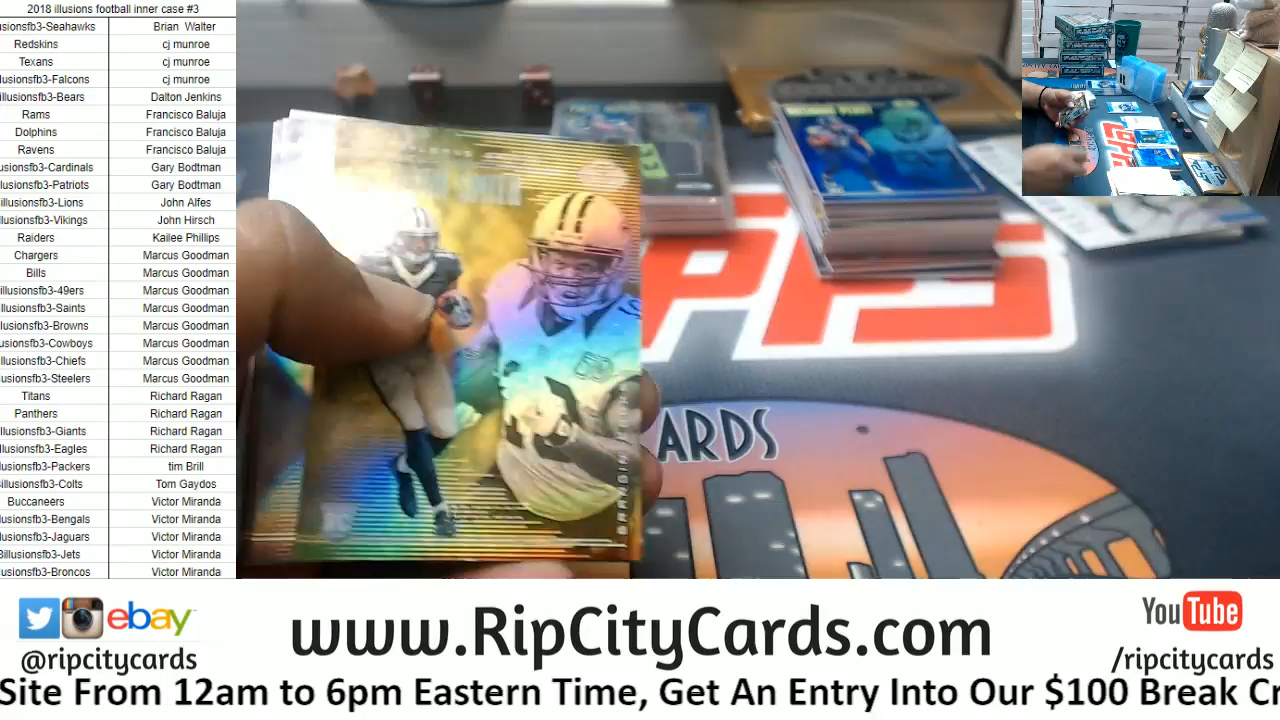 2018 illusions football inner case #3
usionsfb3-Seahawks Brian Walter
Redskins cj munroe
Texans cj munroe
llusionsfb3-Falcons cj munroe
illusionsfb3-Bears Dalton Jenkins
Rams Francisco Baluja
Dolphins Francisco Baluja
Ravens Francisco Baluja
lusionsfb3-Cardinals Gary Bodtman
illusionsfb3-Patriots Gary Bodtman
illusionsfb3-Lions John Alfes
llusionsfb3-Vikings John Hirsch
Raiders Kailee Phillips
Chargers Marcus Goodman
Bills Marcus Goodman
illusionsfb3-49ers Marcus Goodman
llusionsfb3-Saints Marcus Goodman
lusionsfb3-Browns Marcus Goodman
usionsfb3-Cowboys Marcus Goodman
llusionsfb3-Chiefs Marcus Goodman
usionsfb3-Steelers Marcus Goodman
Titans Richard Ragan
Panthers Richard Ragan
illusionsfb3-Giants Richard Ragan
llusionsfb3-Eagles Richard Ragan
usionsfb3-Packers tim Brill
illusionsfb3-Colts Tom Gaydos
Buccaneers Victor Miranda
lusionsfb3-Bengals Victor Miranda
lusionsfb3-Jaguars Victor Miranda
3illusionsfb3-Jets Victor Miranda
usionsfb3-Broncos Victor Miranda
PPS
ARDS
ebay
@ripcitycards
www.RipCityCards.com
YouTube
/ripcitycards
Site From 12am to 6pm Eastern Time, Get An Entry Into Our $100 Break Cr